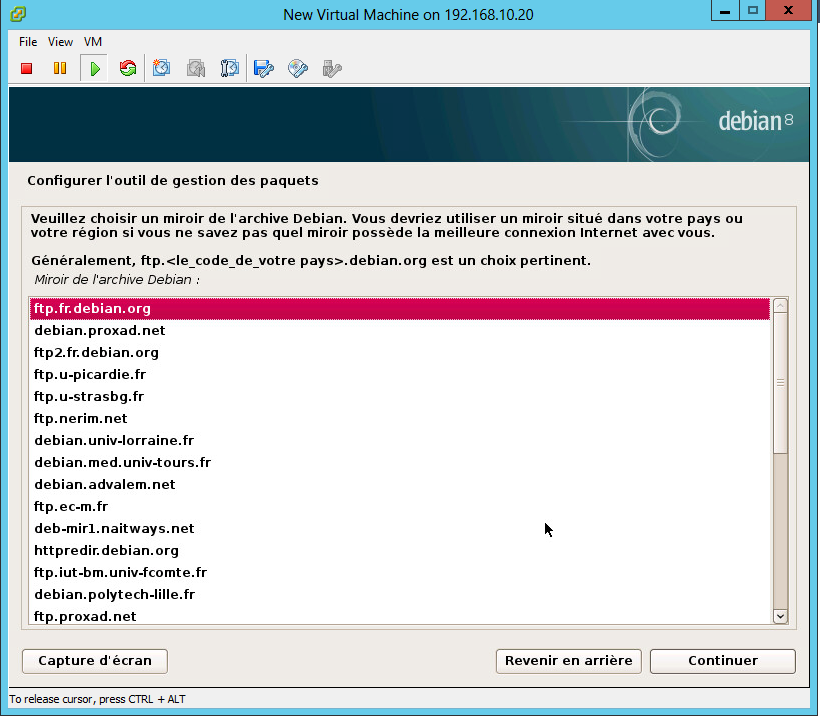 New Virtual Machine on 192.168.10.20
File View VM
debian 8
Configurer l'outil de gestion des paquets
Veuillez choisir un miroir de l'archive Debian. Vous devriez utiliser un miroir situé dans votre pays ou
votre région si vous ne savez pas quel miroir possède la meilleure connexion Internet avec vous.
Généralement, ftp.<le_code_de_votre pays>.debian.org est un choix pertinent.
Miroir de l'archive Debian :
ftp.fr.debian.org
debian.proxad.net
ftp2.fr.debian.org
ftp.u-picardie.fr
ftp.u-strasbg.fr
ftp.nerim.net
debian.univ-lorraine.fr
debian.med.univ-tours.fr
debian.advalem.net
ftp.ec-m.fr
deb-mir1.naitways.net
httpredir.debian.org
ftp.iut-bm.univ-fcomte.fr
debian.polytech-lille.fr
ftp.proxad.net
Capture d'écran Revenir en arrière Continuer
To release cursor, press CTRL + ALT